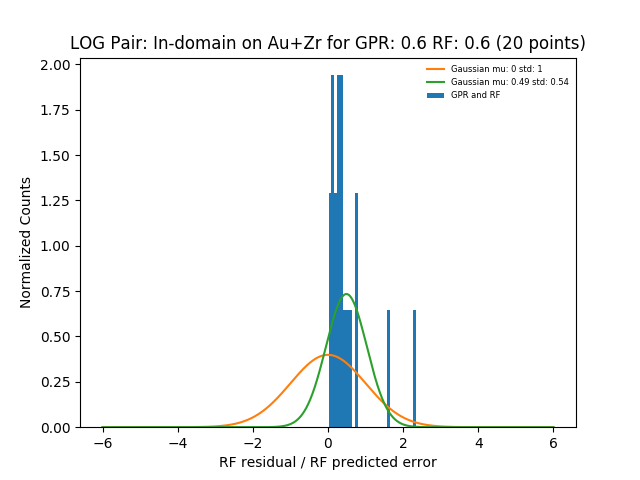 LOG Pair: In-domain on Au+Zr for GPR: 0.6 RF: 0.6 (20 points)
Gaussian mu: 0 std: 1
Gaussian mu: 0.49 std: 0.54
GPR and RF
2.00
1.75
1.50
1.25
1.00
0.75
0.50
0.25
0.00
Normalized Counts
−6
−4
−2
0
2
4
6
RF residual / RF predicted error